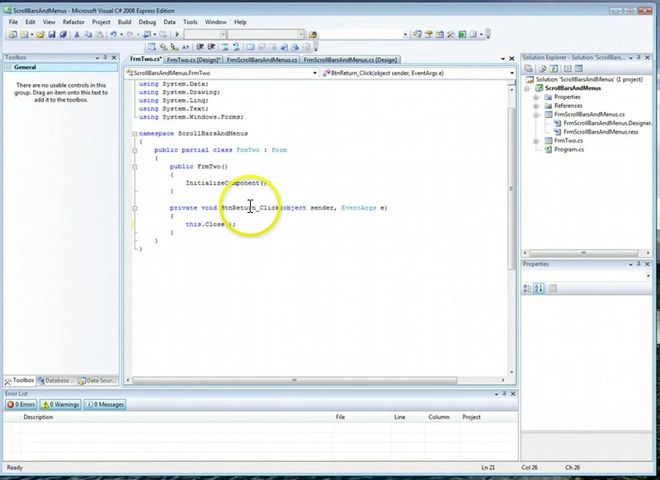 ScrollBarsAndMenus - Microsoft Visual C# 2008 Express Edition
File Edit View Refactor Project Build Debug Data Tools Window Help
Toolbox
General
There are no usable controls in this
group. Drag an item onto this text to
add it to the toolbox.
Toolbox Database ... Data Sour...
FrmTwo.cs* FrmTwo.cs [Design]* FrmScrollBarsAndMenus.cs FrmScrollBarsAndMenus.cs [Design]
ScrollBarsAndMenus.FrmTwo BtnReturn_Click(object sender, EventArgs e)
using System.Data;
using System.Drawing;
using System.Linq;
using System.Text;
using System.Windows.Forms;
namespace ScrollBarsAndMenus
{
public partial class FrmTwo : Form
{
public FrmTwo()
{
InitializeComponent();
}
private void BtnReturn_Click(object sender, EventArgs e)
{
this.Close();
}
}
}
Solution Explorer - ScrollBarsAndMenus
Solution 'ScrollBarsAndMenus' (1 project)
ScrollBarsAndMenus
Properties
References
FrmScrollBarsAndMenus.cs
FrmScrollBarsAndMenus.Designer
FrmScrollBarsAndMenus.resx
FrmTwo.cs
Program.cs
Properties
Error List
0 Errors 0 Warnings 0 Messages
Description File Line Column Project
Ready Ln 21 Col 26 Ch 26